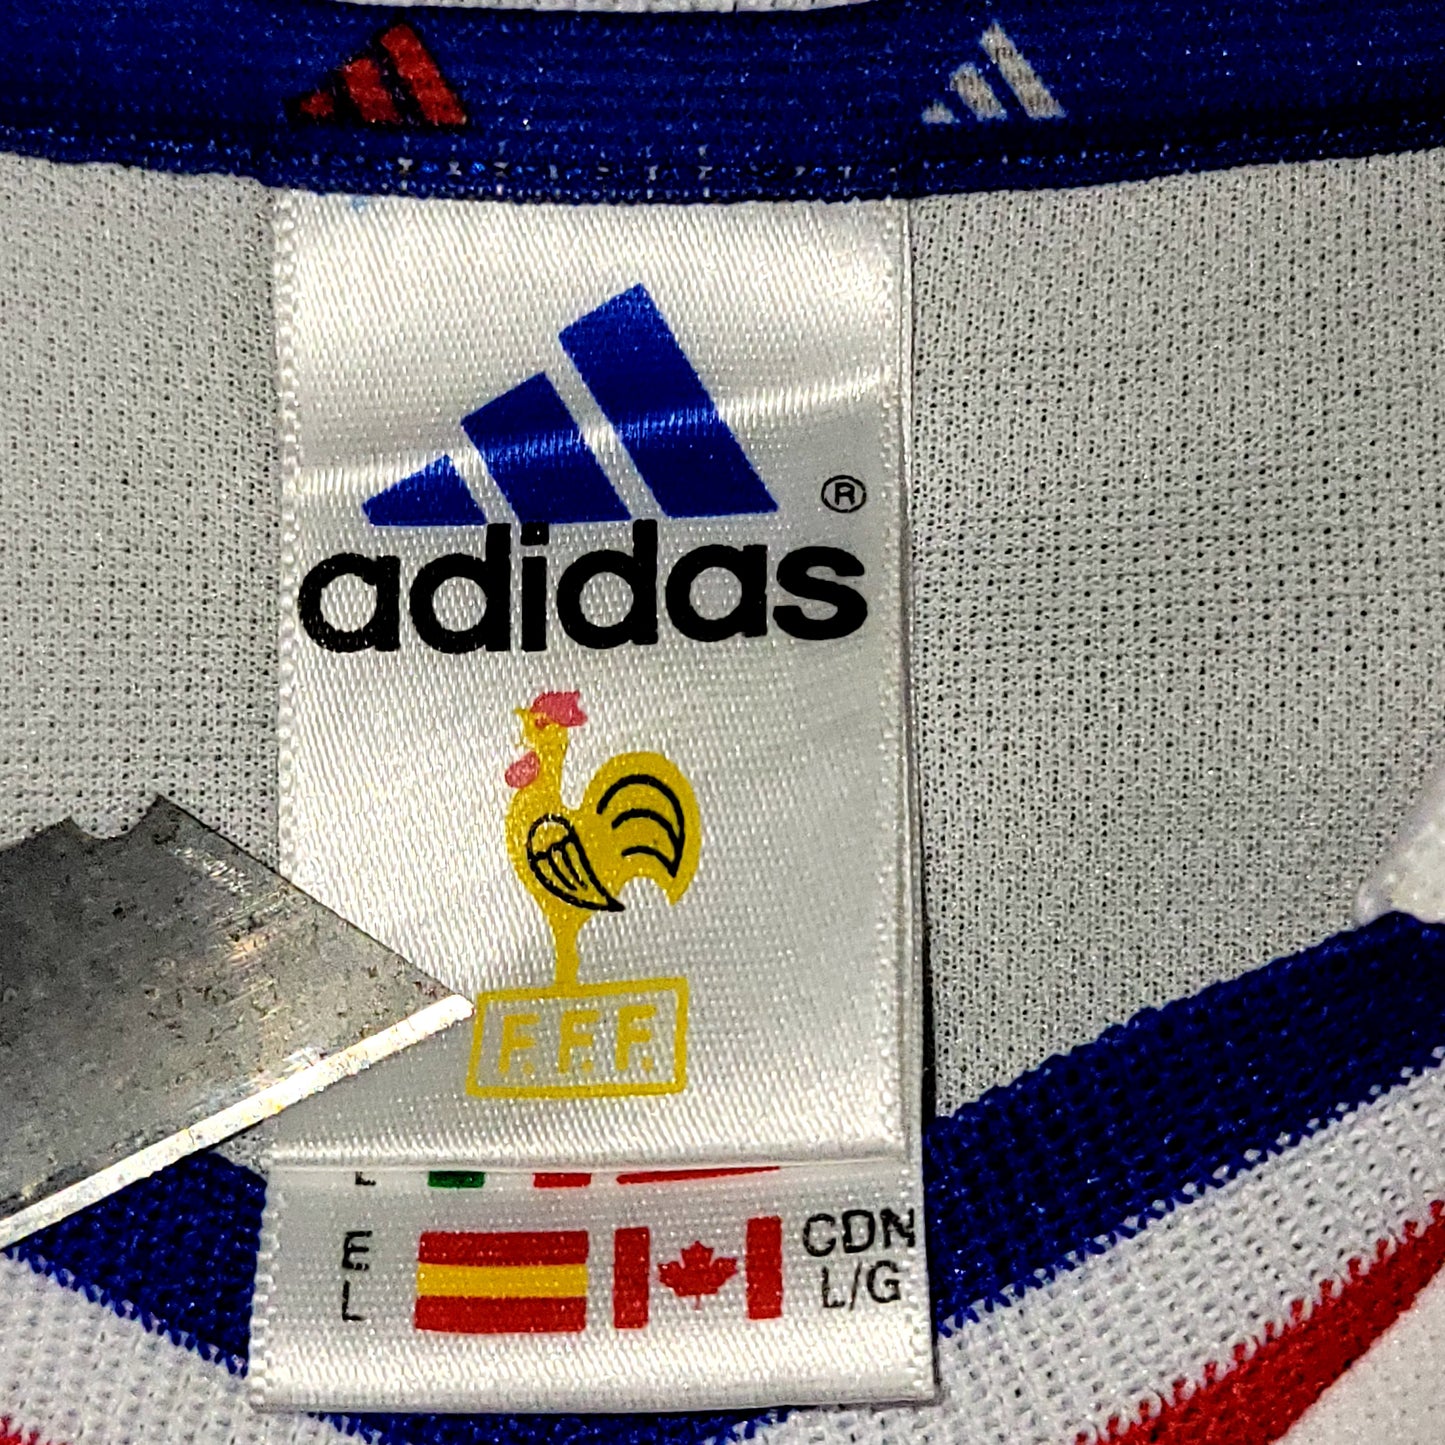 ®
adidas
F.F.F.
L
E CDN
L L/G